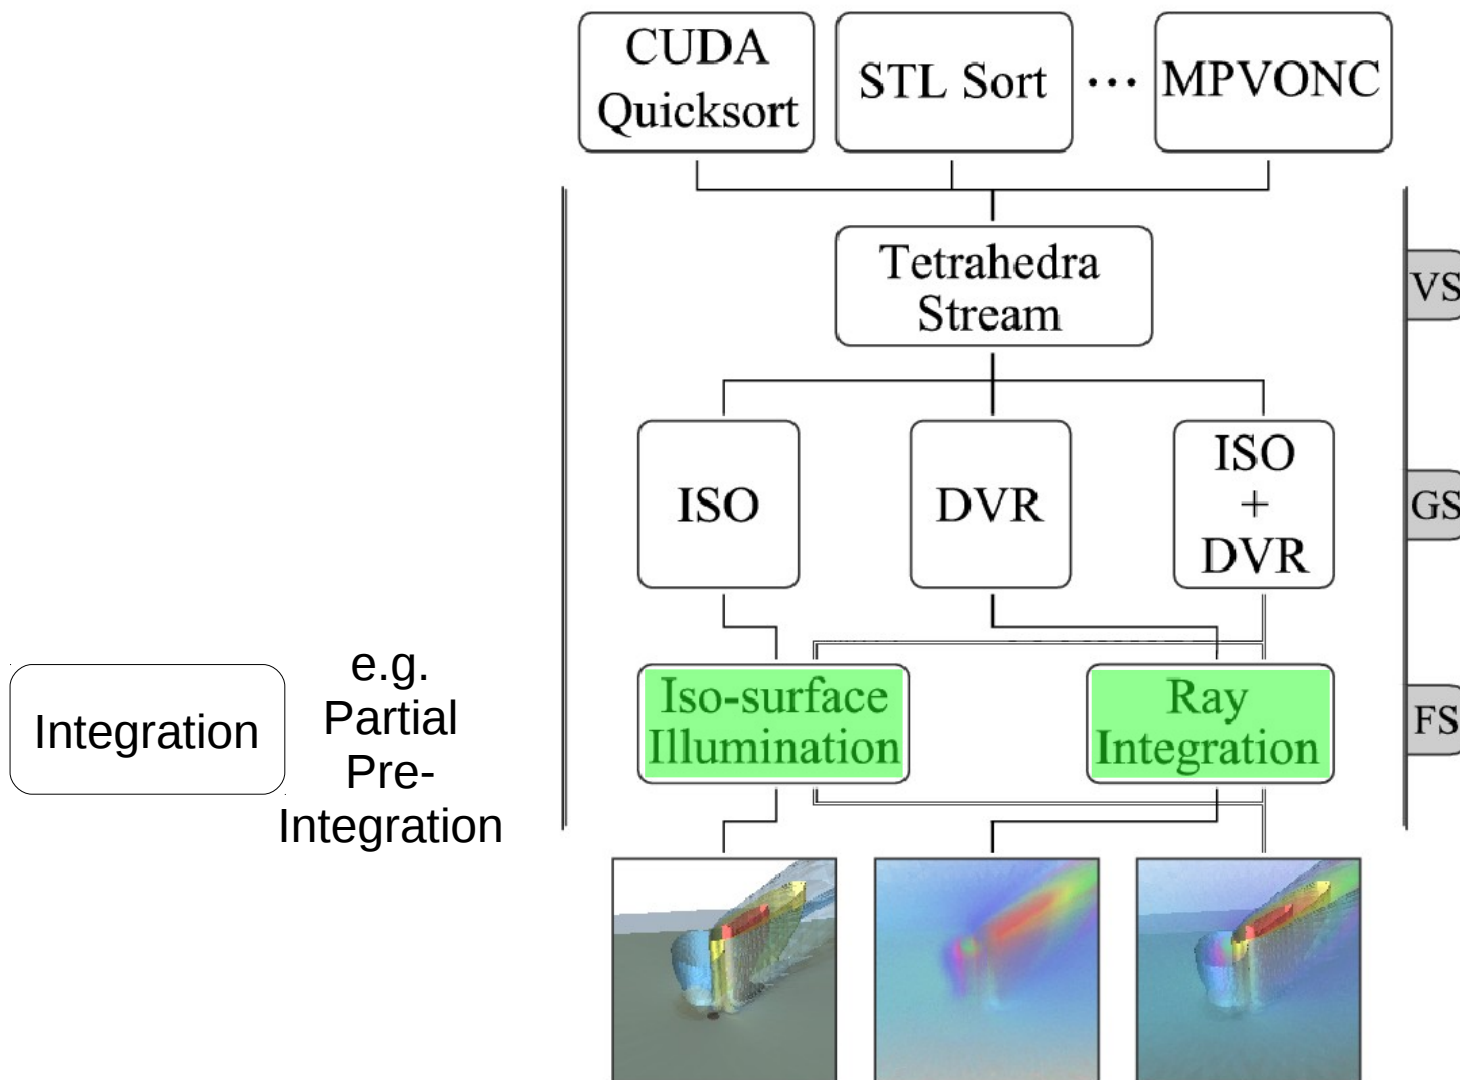 CUDA
Quicksort
STL Sort
...
MPVONC
Tetrahedra
Stream
VS
ISO
DVR
ISO
+
DVR
GS
Integration
e.g.
Partial
Pre-
Integration
Iso-surface
Illumination
Ray
Integration
FS